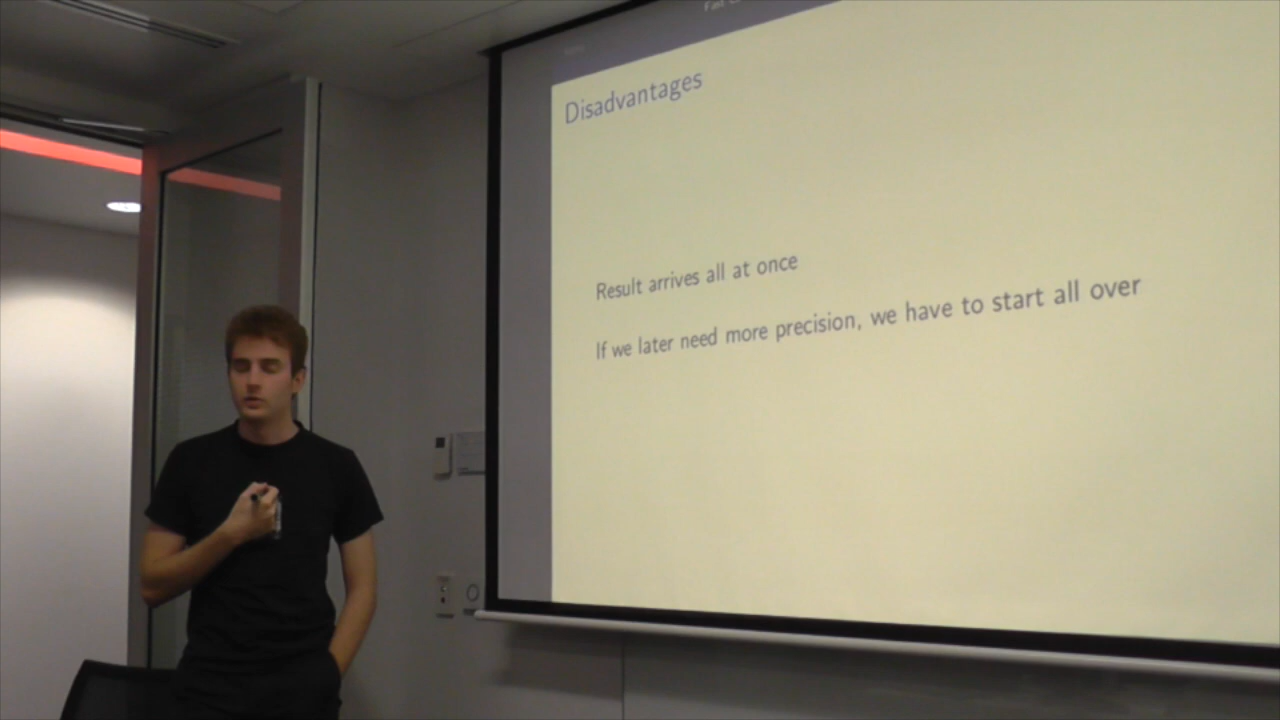 Disadvantages
Result arrives all at once
If we later need more precision, we have to start all over